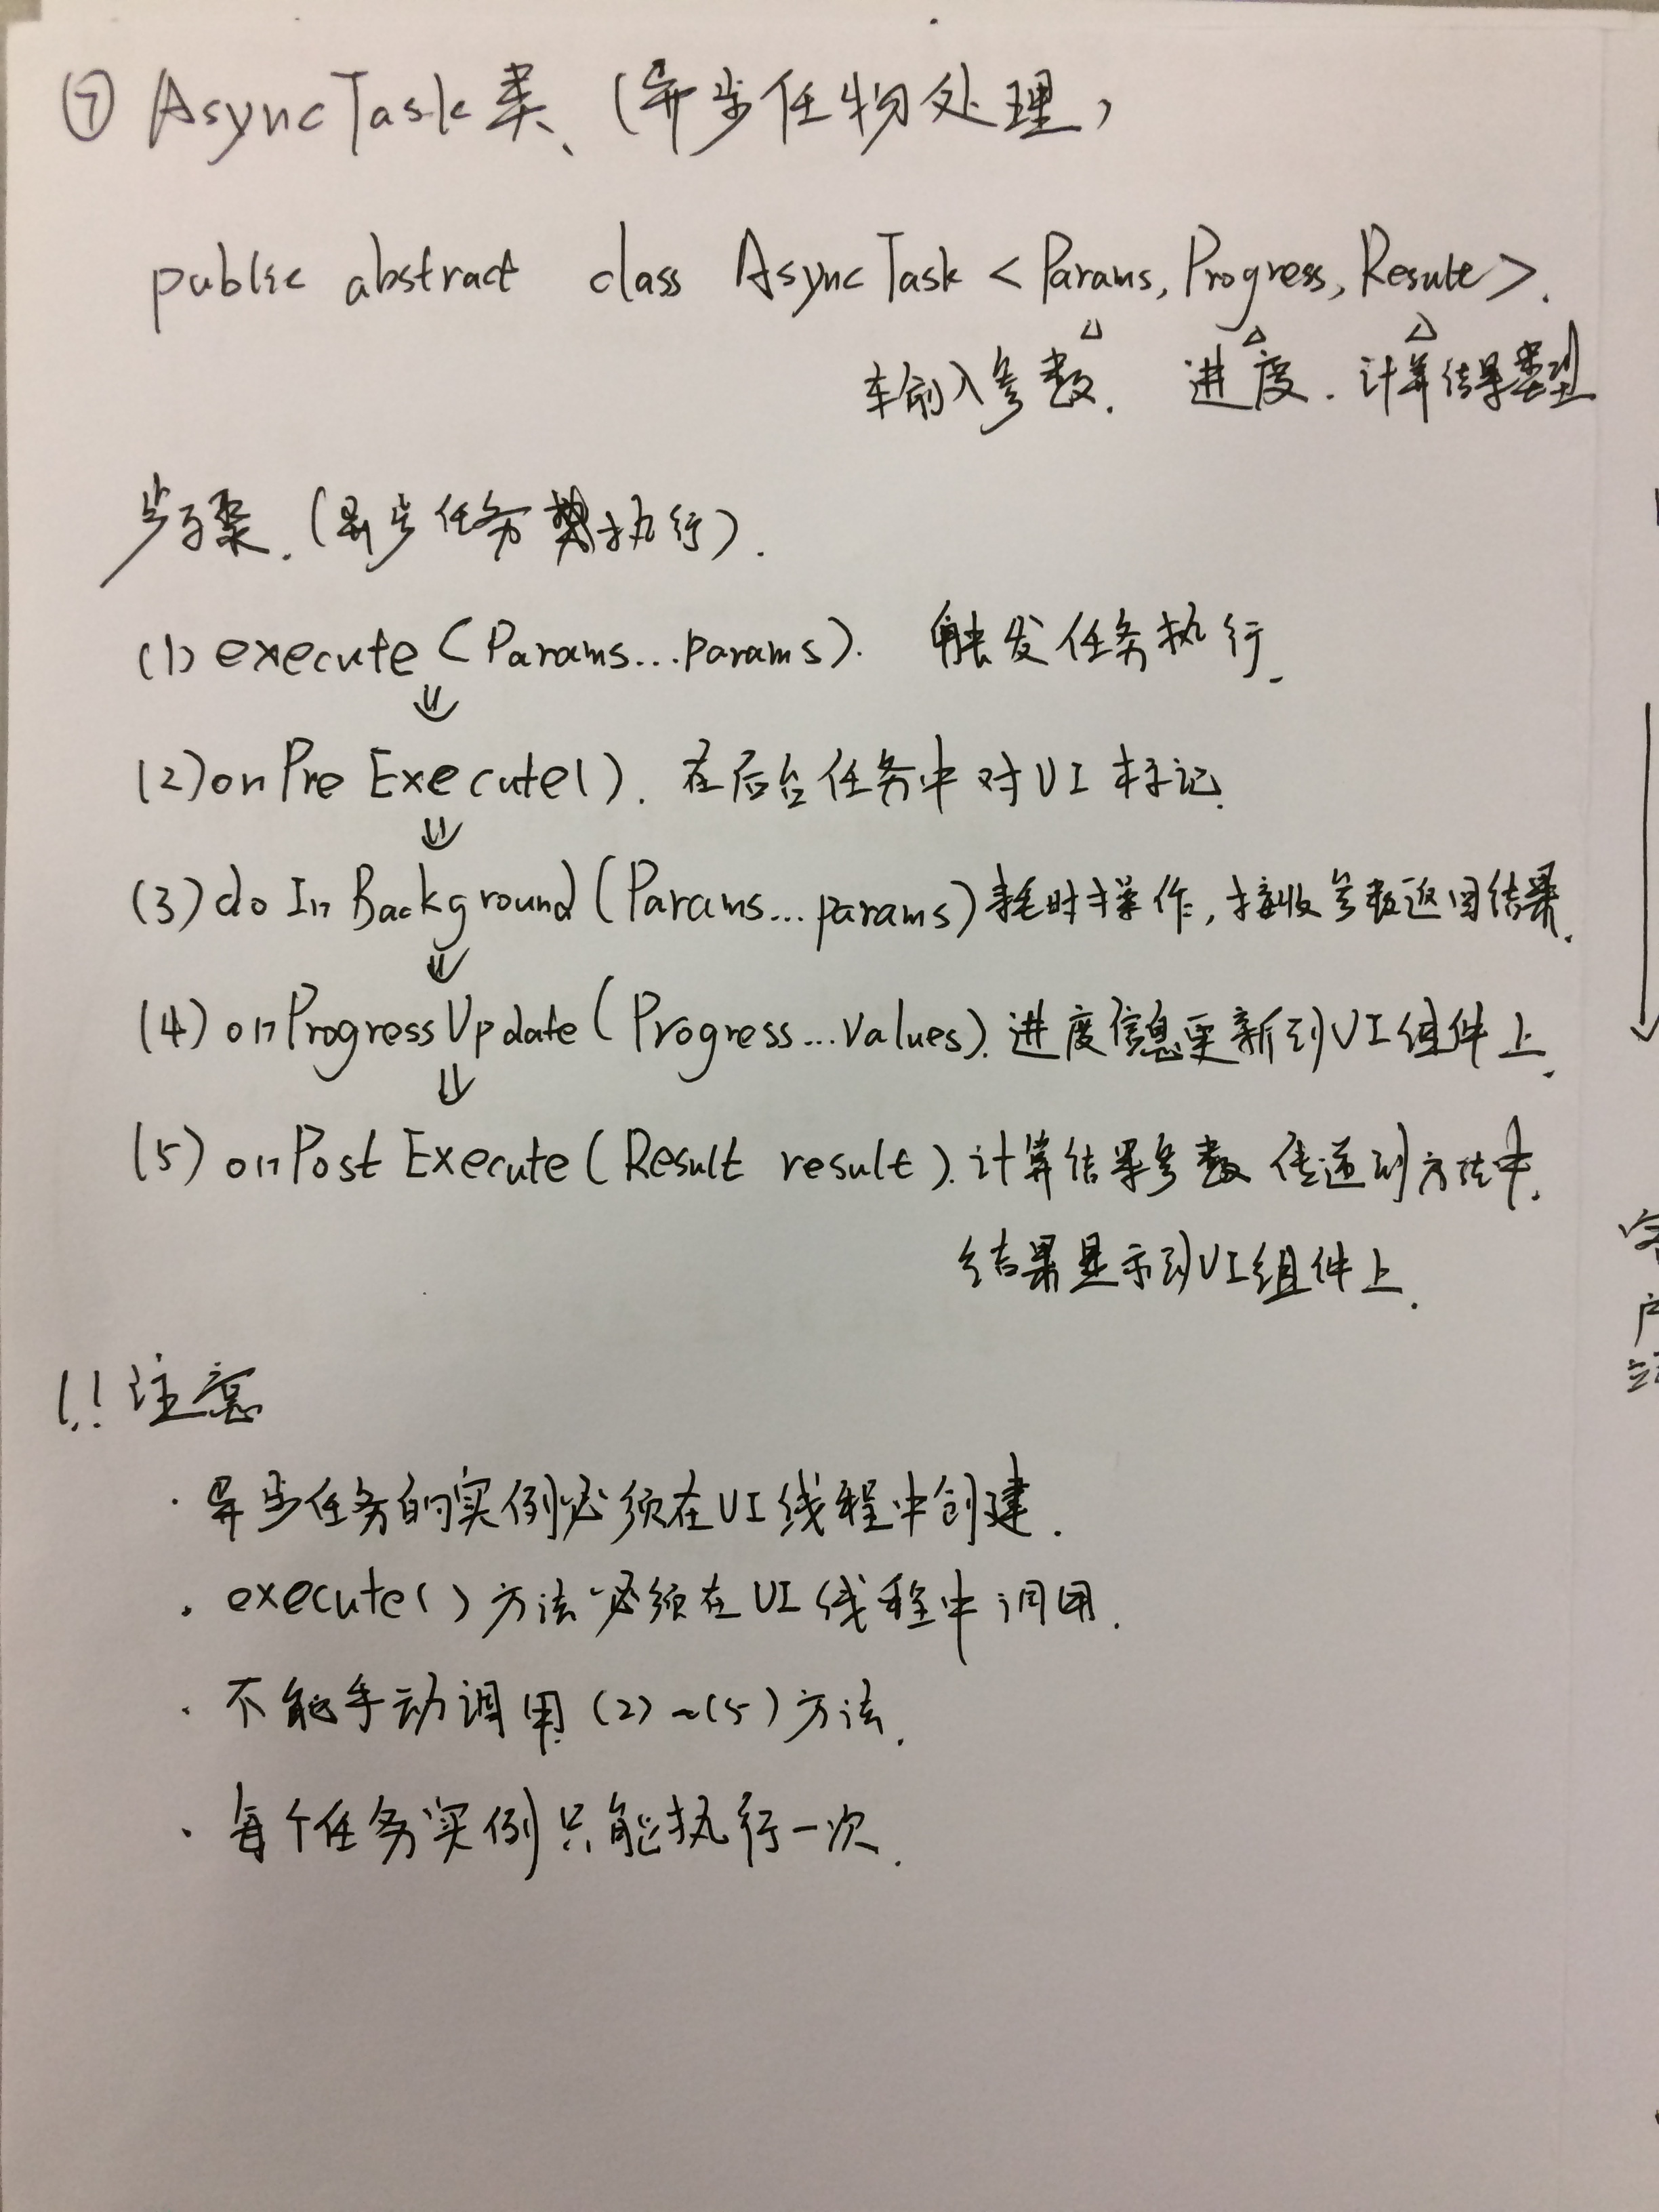 ⑦ AsyncTask类、(异步任物处理,
public abstract class AsyncTask <Params, Progress, Result>.
输入参数. 进度. 计算结果类型
步骤.(异步任务执行).
(1) execute (Params...params). 触发任务执行.
(2) onPreExecute(). 在后台任务中对UI标记.
(3) doInBackground (Params...params) 耗时操作,接收参数返回结果.
(4) onProgressUpdate (Progress...values). 进度信息更新到UI组件上.
(5) onPostExecute (Result result). 计算结果参数传递到方法中.
结果显示到UI组件上.
!! 注意
· 异步任务的实例必须在UI线程中创建.
· execute() 方法必须在UI线程中调用.
· 不能手动调用 (2)~(5) 方法.
· 每个任务实例只能执行一次.